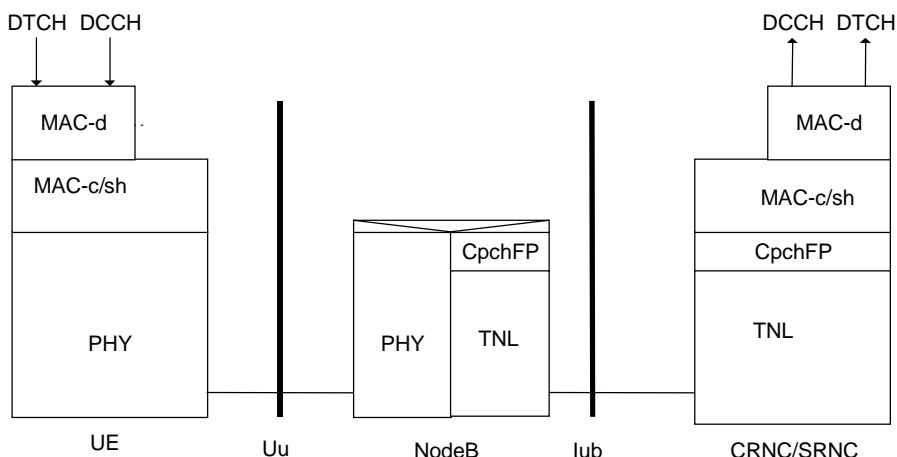 DTCH DCCH
DCCH DTCH
MAC-d
MAC-d
MAC-c/sh
MAC-c/sh
CpchFP
CpchFP
PHY
PHY
TNL
TNL
UE
Uu
NodeB
Iub
CRNC/SRNC